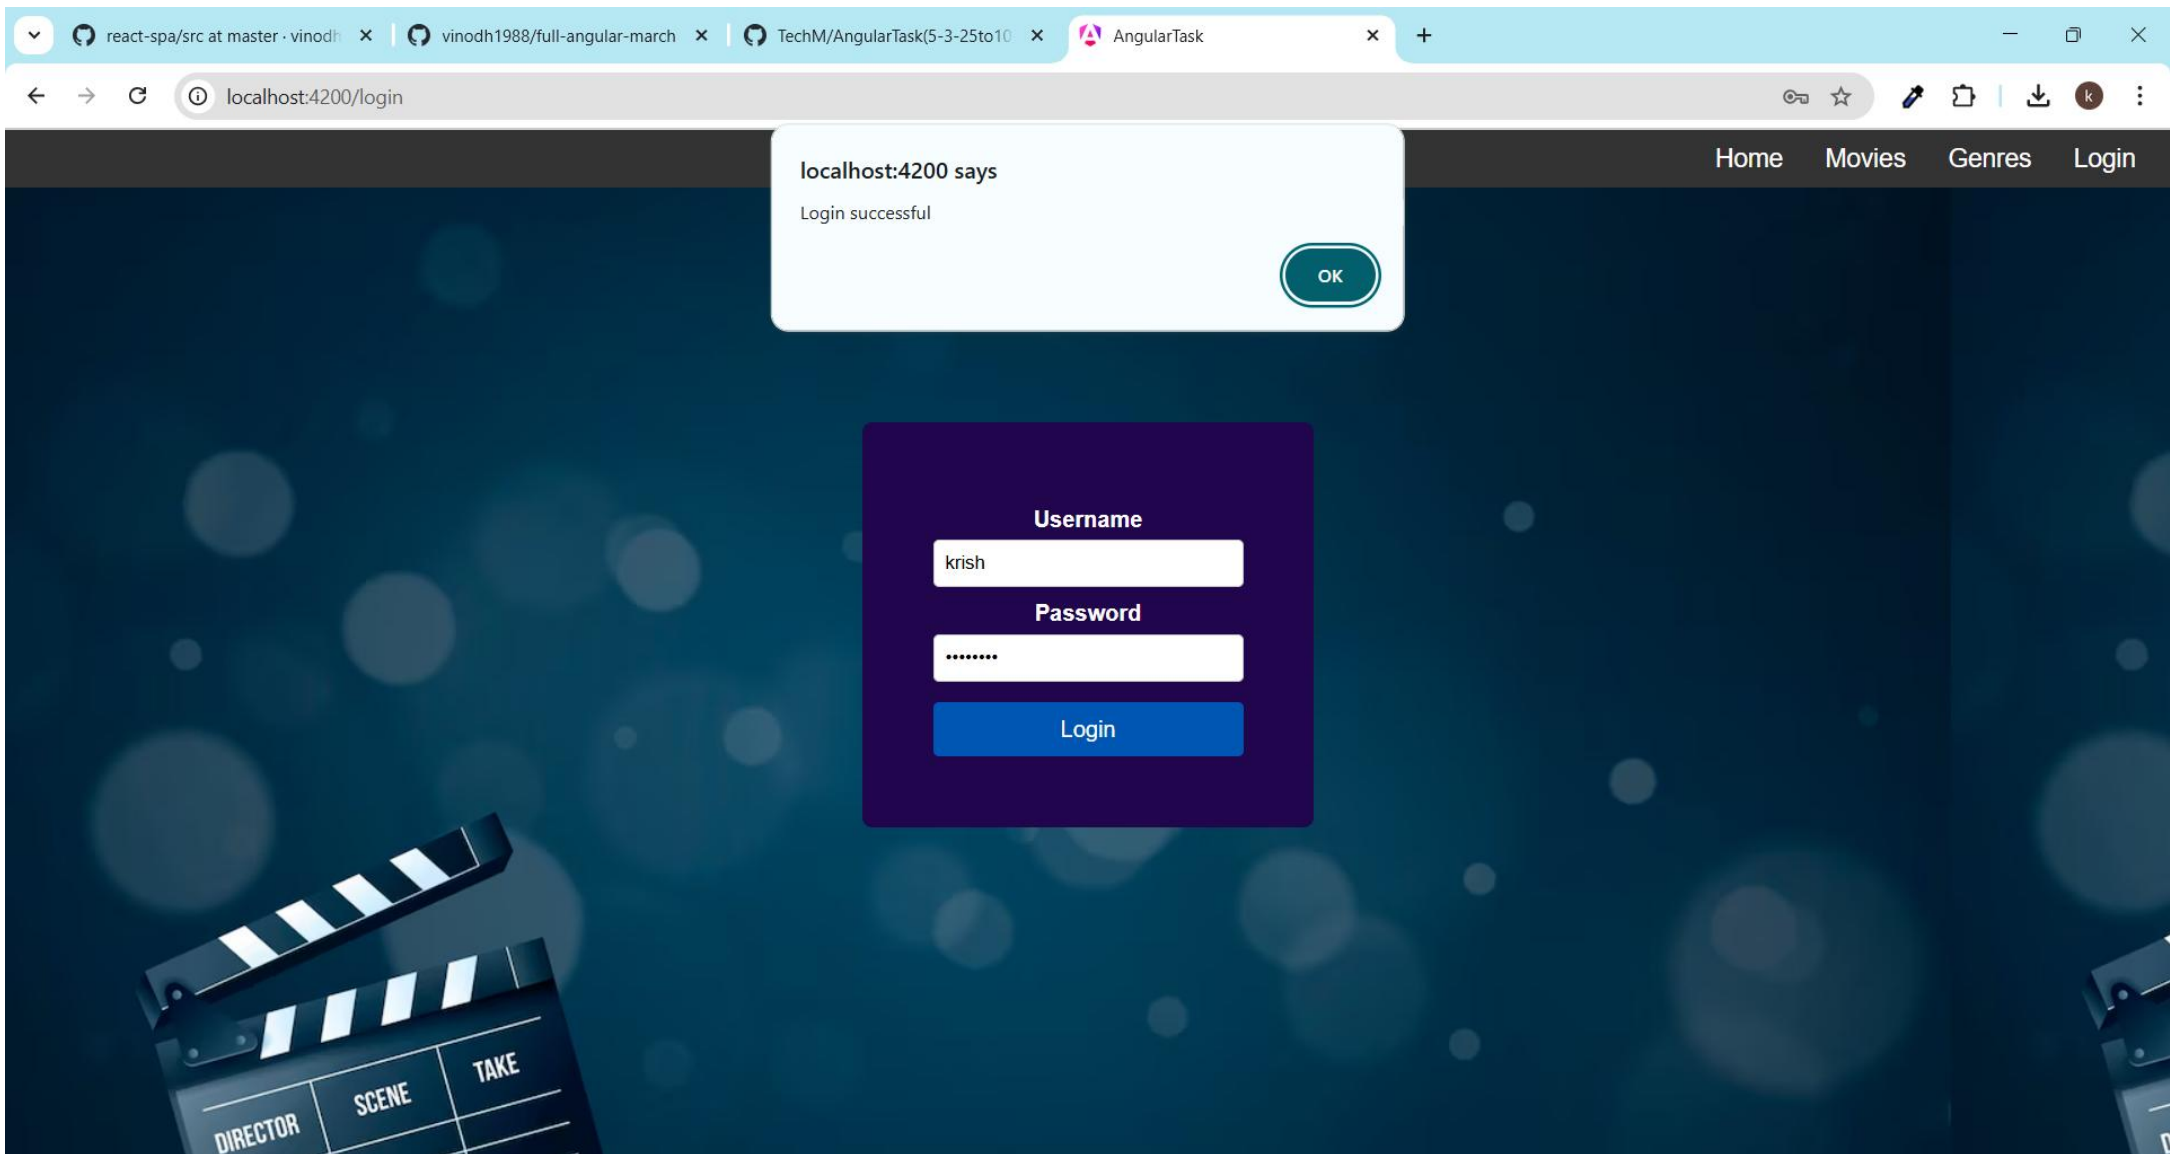 react-spa/src at master · vinodh
vinodh1988/full-angular-march
TechM/AngularTask(5-3-25to10
AngularTask
localhost:4200/login
k
Home Movies Genres Login
localhost:4200 says
Login successful
OK
Username
krish
Password
••••••••
Login
DIRECTOR SCENE TAKE